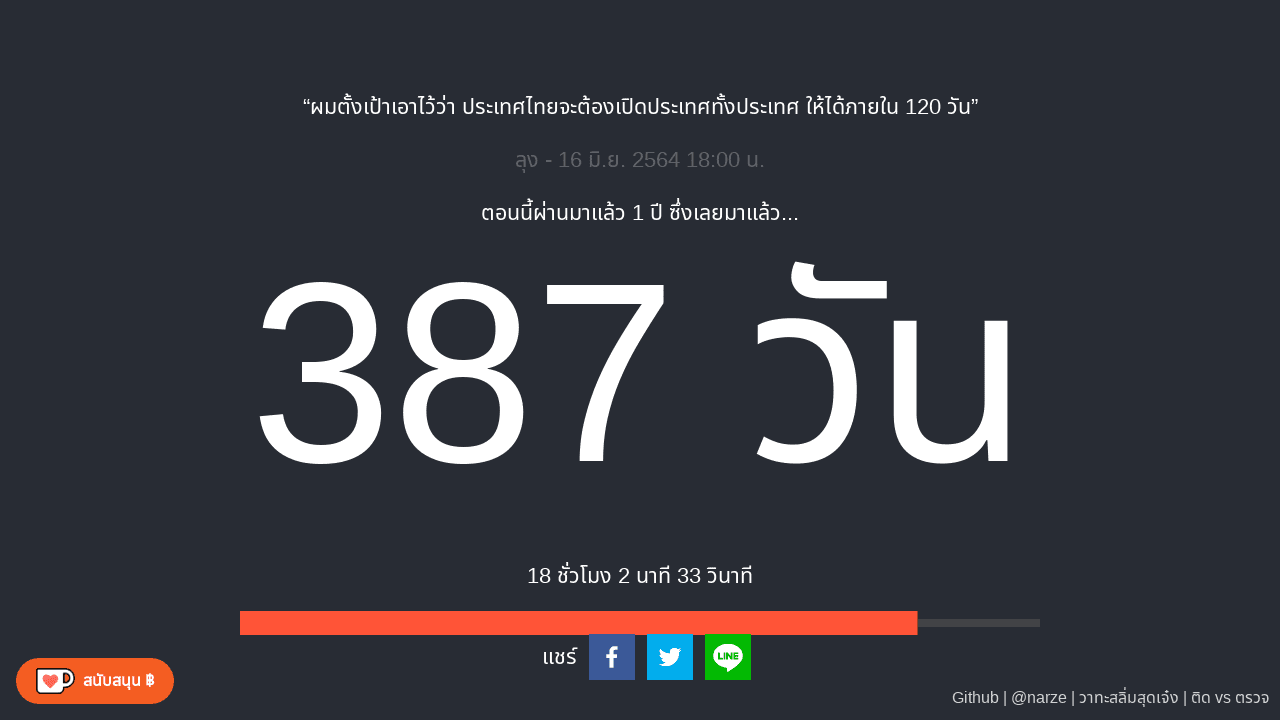 “ผมตั้งเป้าเอาไว้ว่า ประเทศไทยจะต้องเปิดประเทศทั้งประเทศ ให้ได้ภายใน 120 วัน”
ลุง - 16 มิ.ย. 2564 18:00 น.
ตอนนี้ผ่านมาแล้ว 1 ปี ซึ่งเลยมาแล้ว...
387 วัน
18 ชั่วโมง 2 นาที 33 วินาที
แชร์
LINE
สนับสนุน ฿
Github | @narze | วาทะสลิ่มสุดเจ๋ง | ติด vs ตรวจ